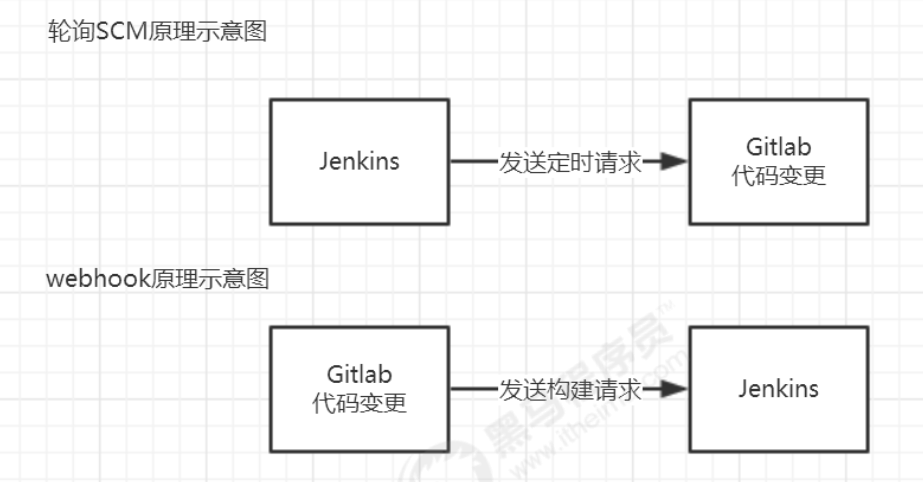 轮询SCM原理示意图
Jenkins
发送定时请求
Gitlab
代码变更
webhook原理示意图
Gitlab
代码变更
发送构建请求
Jenkins
黑马程序员™
www.itheima.com